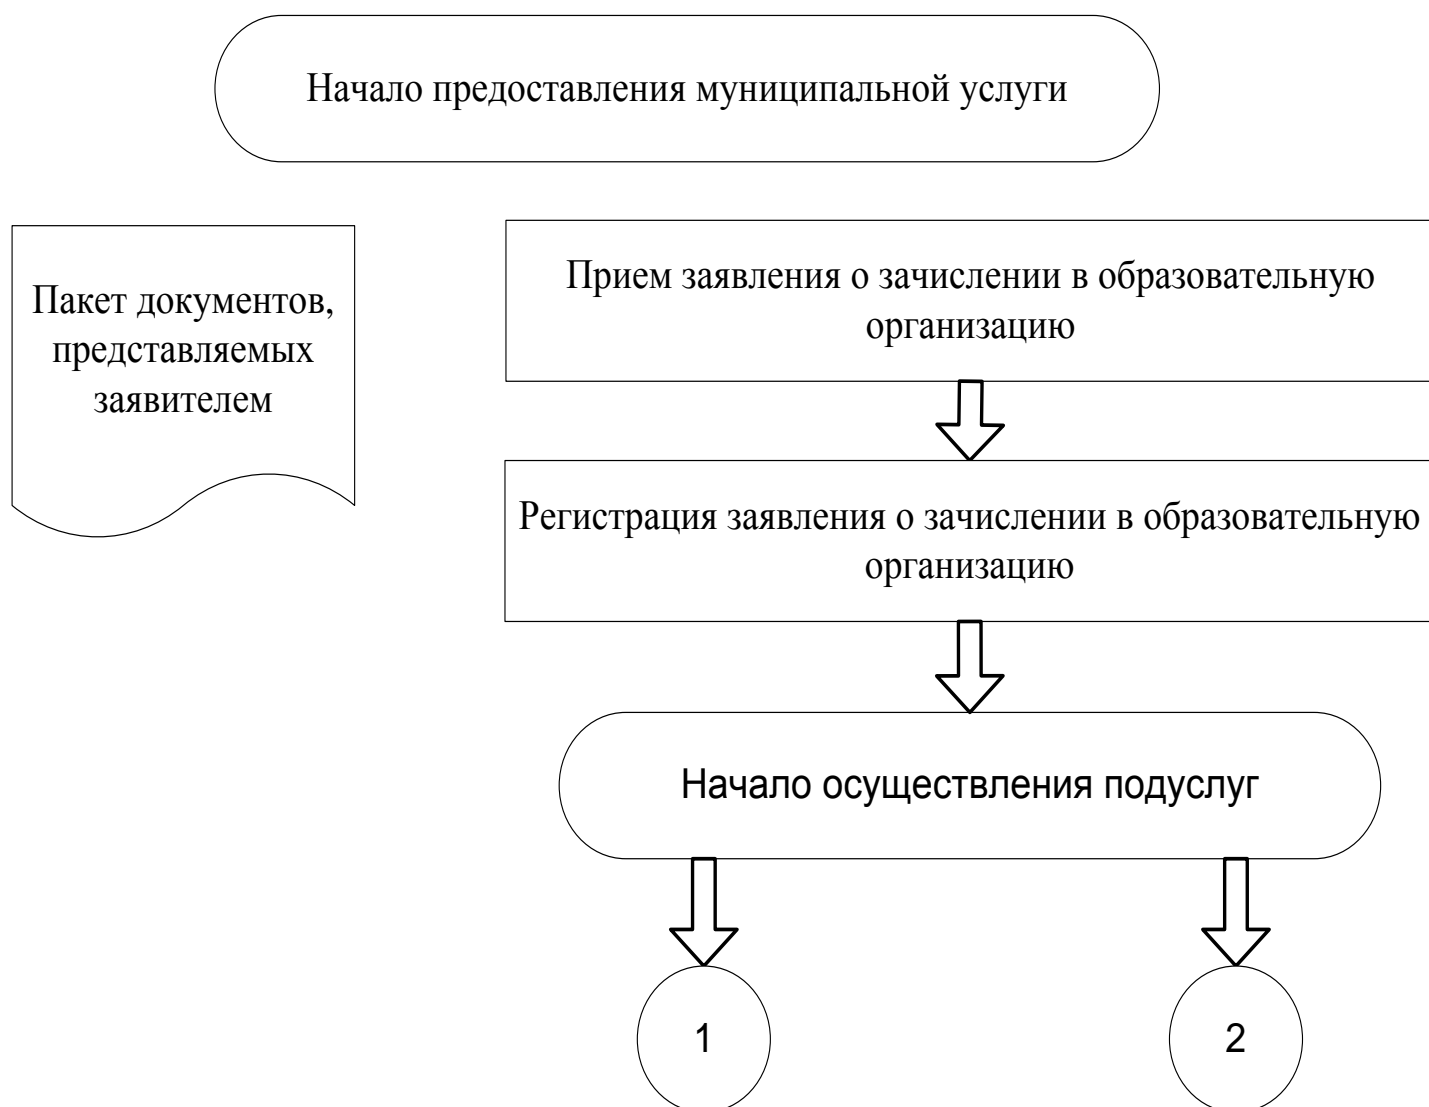 Начало предоставления муниципальной услуги
Пакет документов,
представляемых
заявителем
Прием заявления о зачислении в образовательную
организацию
Регистрация заявления о зачислении в образовательную
организацию
Начало осуществления подуслуг
1
2